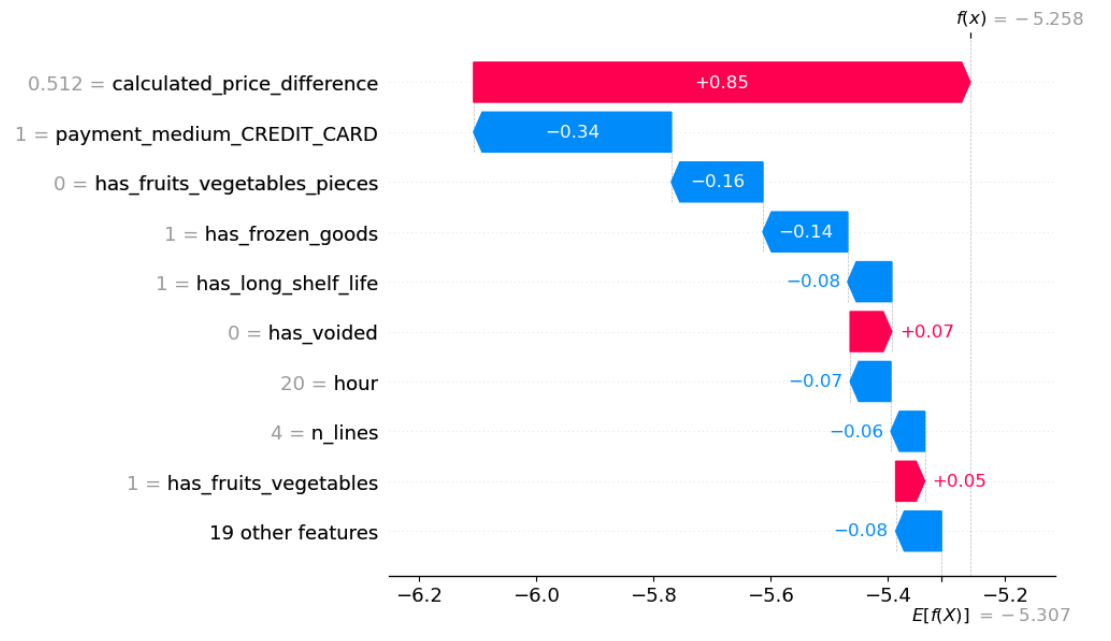 f(x) = −5.258
0.512 = calculated_price_difference
+0.85
1 = payment_medium_CREDIT_CARD
−0.34
0 = has_fruits_vegetables_pieces
−0.16
1 = has_frozen_goods
−0.14
1 = has_long_shelf_life
−0.08
0 = has_voided
+0.07
20 = hour
−0.07
4 = n_lines
−0.06
1 = has_fruits_vegetables
+0.05
19 other features
−0.08
−6.2 −6.0 −5.8 −5.6 −5.4 −5.2
E[f(X)] = −5.307